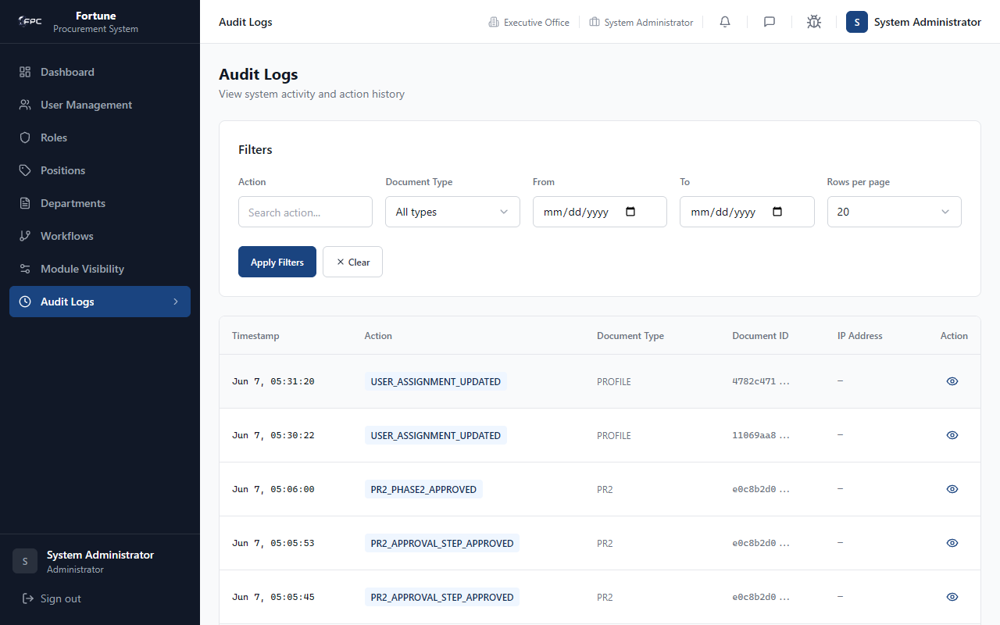 FPC
Fortune
Procurement System
Dashboard
User Management
Roles
Positions
Departments
Workflows
Module Visibility
Audit Logs
S
System Administrator
Administrator
Sign out
Audit Logs
Executive Office
System Administrator
S
System Administrator
Audit Logs
View system activity and action history
Filters
Action
Document Type
From
To
Rows per page
Search action...
All types
mm/dd/yyyy
mm/dd/yyyy
20
Apply Filters
Clear
Timestamp Action Document Type Document ID IP Address Action
Jun 7, 05:31:20 USER_ASSIGNMENT_UPDATED PROFILE 4782c471... —
Jun 7, 05:30:22 USER_ASSIGNMENT_UPDATED PROFILE 11069aa8... —
Jun 7, 05:06:00 PR2_PHASE2_APPROVED PR2 e0c8b2d0... —
Jun 7, 05:05:53 PR2_APPROVAL_STEP_APPROVED PR2 e0c8b2d0... —
Jun 7, 05:05:45 PR2_APPROVAL_STEP_APPROVED PR2 e0c8b2d0... —